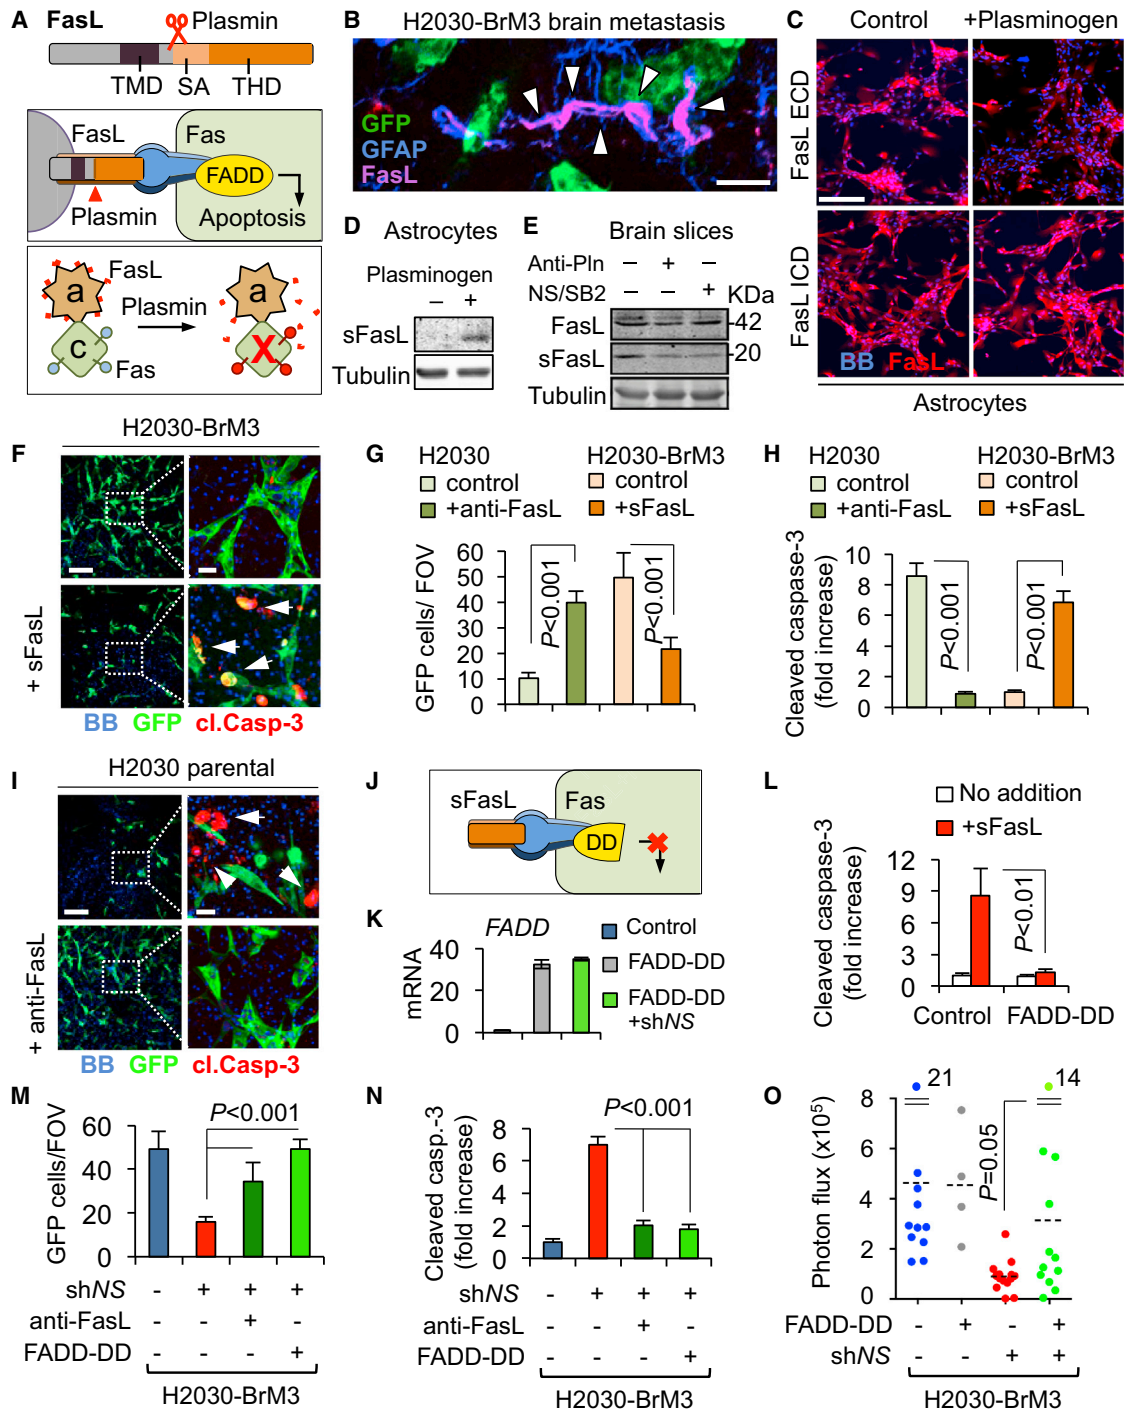 A FasL
Plasmin
TMD SA THD
FasL Fas
FADD
Plasmin Apoptosis
FasL
a Plasmin a
C X
Fas
B H2030-BrM3 brain metastasis
GFP
GFAP
FasL
C Control +Plasminogen
FasL ECD
FasL ICD
BB FasL
Astrocytes
D Astrocytes
Plasminogen
– +
sFasL
Tubulin
E Brain slices
Anti-Pln – + –
NS/SB2 – – + KDa
FasL -42
sFasL -20
Tubulin
F H2030-BrM3
+ sFasL
BB GFP cl.Casp-3
G H2030 H2030-BrM3
control control
+anti-FasL +sFasL
GFP cells/ FOV
60
50
40
30
20
10
0
P<0.001
P<0.001
H H2030 H2030-BrM3
control control
+anti-FasL +sFasL
Cleaved caspase-3
(fold increase)
10
8
6
4
2
0
P<0.001
P<0.001
I H2030 parental
+ anti-FasL
BB GFP cl.Casp-3
J
sFasL Fas
DD
K FADD
mRNA
40
20
0
Control
FADD-DD
FADD-DD
+shNS
L No addition
+sFasL
Cleaved caspase-3
(fold increase)
12
9
6
3
0
P<0.01
Control FADD-DD
M
P<0.001
GFP cells/FOV
60
40
20
0
shNS - + + +
anti-FasL - - + -
FADD-DD - - - +
H2030-BrM3
N
P<0.001
Cleaved casp.-3
(fold increase)
8
6
4
2
0
shNS - + + +
anti-FasL - - + -
FADD-DD - - - +
H2030-BrM3
O
21 14
Photon flux (x10⁵)
8
6
4
2
0
P=0.05
FADD-DD - + - +
shNS - - + +
H2030-BrM3